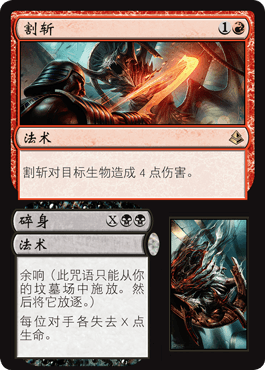 割斩 1
法术
割斩对目标生物造成 4 点伤害。
碎身 X
法术
余响（此咒语只能从你
的坟墓场中施放。然
后将它放逐。）
每位对手各失去 X 点
生命。